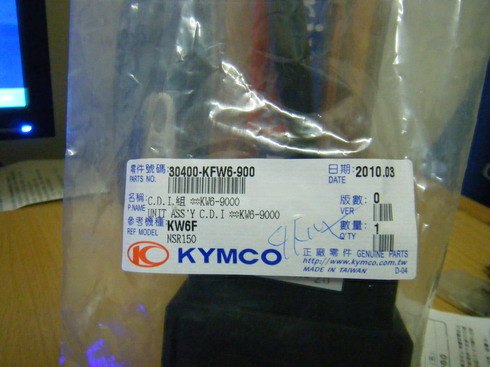 零件號碼: 30400-KFW6-900
PARTS NO.
日期: 2010.03
DATE
名稱: C.D.I.組 ⇔KW6-9000
P NAME UNIT ASS'Y C.D.I ⇔KW6-9000
版數: 0
VER
參考機種: KW6F
REF MODEL NSR150
數量: 1
Q'TY
KYMCO
正廠零件 GENUINE PARTS
http://www.kymco.com.tw
MADE IN TAIWAN D-04